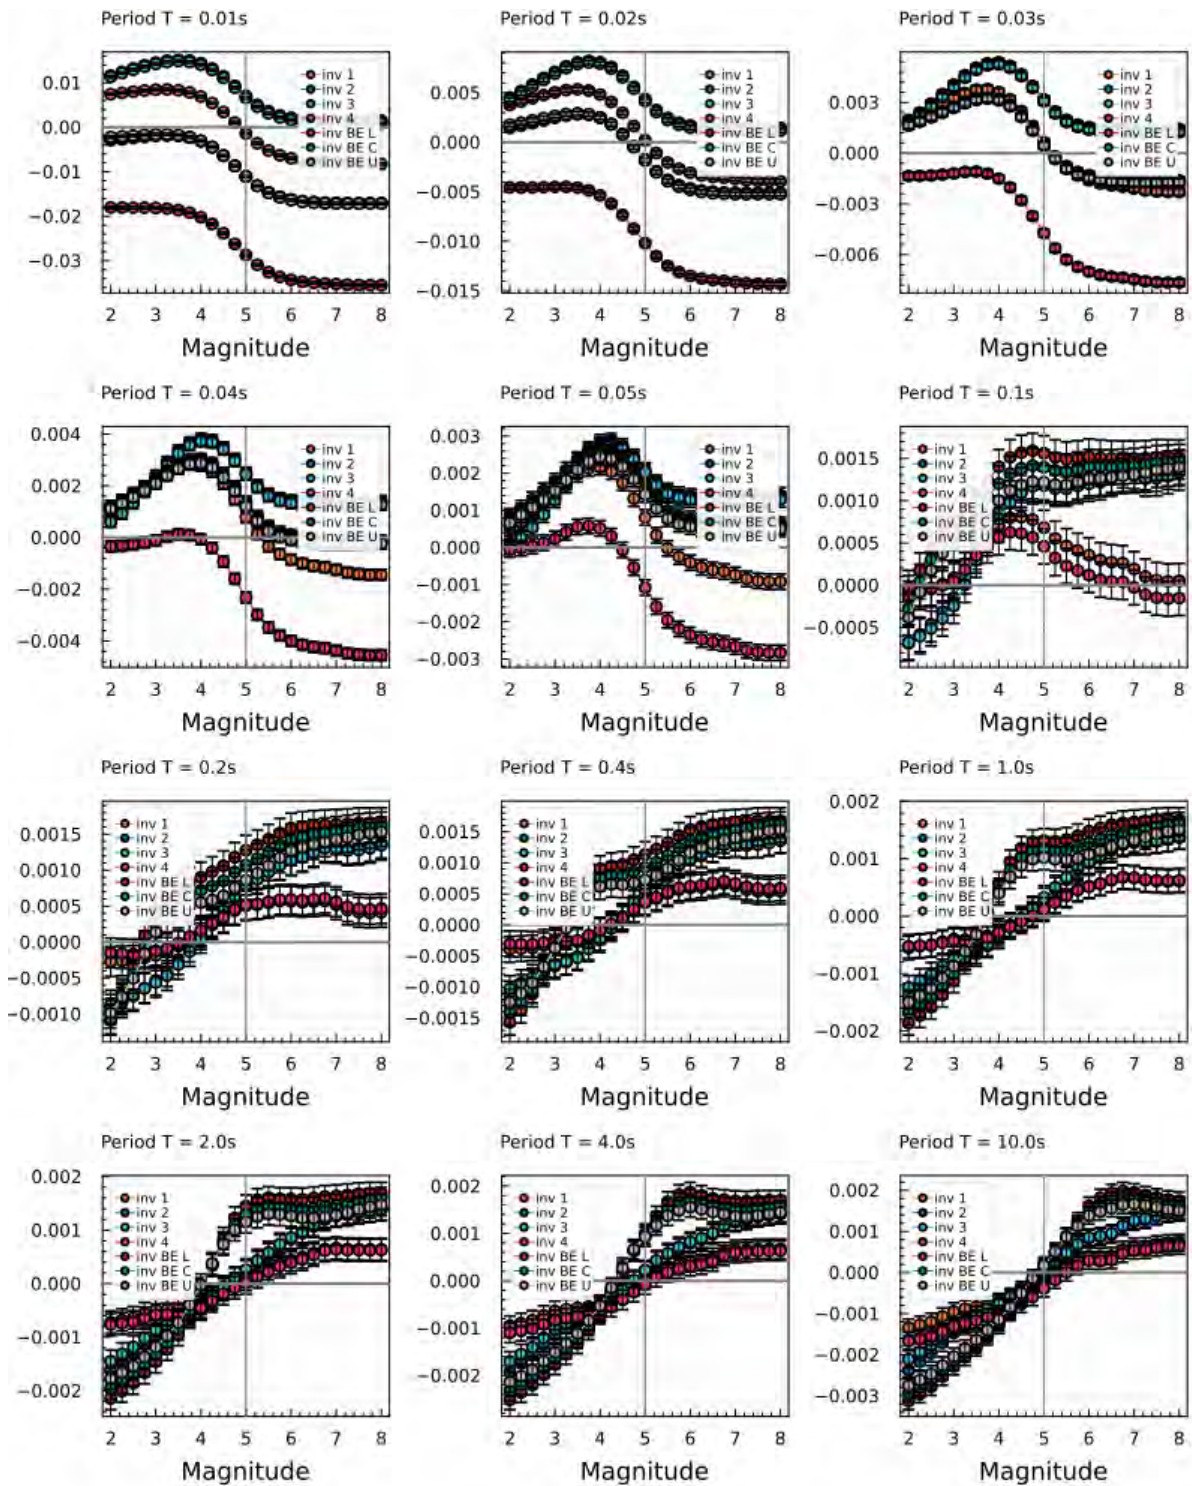 Period T = 0.01s
0.01
0.00
−0.01
−0.02
−0.03
inv 1
inv 2
inv 3
inv 4
inv BE L
inv BE C
inv BE U
2 3 4 5 6 7 8
Magnitude
Period T = 0.02s
0.005
0.000
−0.005
−0.010
−0.015
inv 1
inv 2
inv 3
inv 4
inv BE L
inv BE C
inv BE U
2 3 4 5 6 7 8
Magnitude
Period T = 0.03s
0.003
0.000
−0.003
−0.006
inv 1
inv 2
inv 3
inv 4
inv BE L
inv BE C
inv BE U
2 3 4 5 6 7 8
Magnitude
Period T = 0.04s
0.004
0.002
0.000
−0.002
−0.004
inv 1
inv 2
inv 3
inv 4
inv BE L
inv BE C
inv BE U
2 3 4 5 6 7 8
Magnitude
Period T = 0.05s
0.003
0.002
0.001
0.000
−0.001
−0.002
−0.003
inv 1
inv 2
inv 3
inv 4
inv BE L
inv BE C
inv BE U
2 3 4 5 6 7 8
Magnitude
Period T = 0.1s
0.0015
0.0010
0.0005
0.0000
−0.0005
inv 1
inv 2
inv 3
inv 4
inv BE L
inv BE C
inv BE U
2 3 4 5 6 7 8
Magnitude
Period T = 0.2s
0.0015
0.0010
0.0005
0.0000
−0.0005
−0.0010
inv 1
inv 2
inv 3
inv 4
inv BE L
inv BE C
inv BE U
2 3 4 5 6 7 8
Magnitude
Period T = 0.4s
0.0015
0.0010
0.0005
0.0000
−0.0005
−0.0010
−0.0015
inv 1
inv 2
inv 3
inv 4
inv BE L
inv BE C
inv BE U
2 3 4 5 6 7 8
Magnitude
Period T = 1.0s
0.002
0.001
0.000
−0.001
−0.002
inv 1
inv 2
inv 3
inv 4
inv BE L
inv BE C
inv BE U
2 3 4 5 6 7 8
Magnitude
Period T = 2.0s
0.002
0.001
0.000
−0.001
−0.002
inv 1
inv 2
inv 3
inv 4
inv BE L
inv BE C
inv BE U
2 3 4 5 6 7 8
Magnitude
Period T = 4.0s
0.002
0.001
0.000
−0.001
−0.002
inv 1
inv 2
inv 3
inv 4
inv BE L
inv BE C
inv BE U
2 3 4 5 6 7 8
Magnitude
Period T = 10.0s
0.002
0.001
0.000
−0.001
−0.002
−0.003
inv 1
inv 2
inv 3
inv 4
inv BE L
inv BE C
inv BE U
2 3 4 5 6 7 8
Magnitude